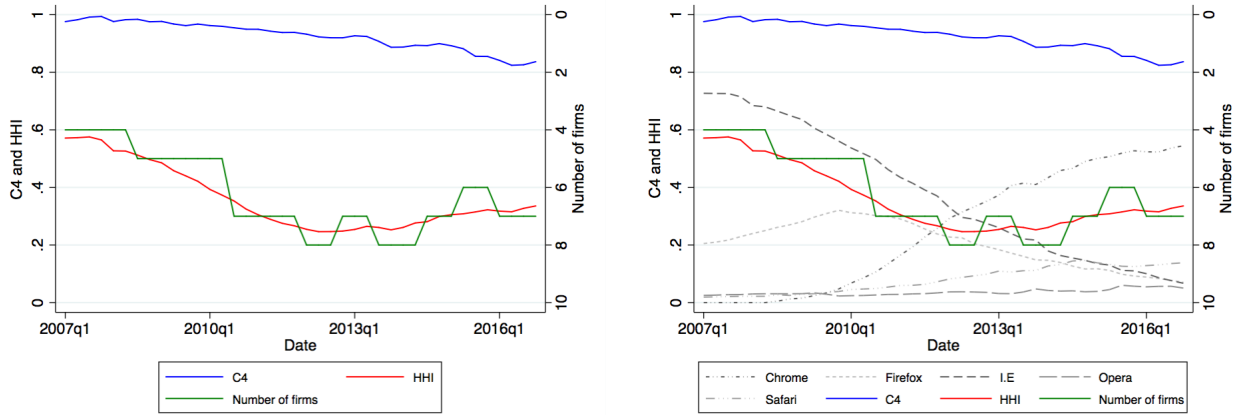 1
.8
.6
.4
.2
0
C4 and HHI
0
2
4
6
8
10
Number of firms
2007q1 2010q1 2013q1 2016q1
Date
C4 HHI
Number of firms
1
.8
.6
.4
.2
0
C4 and HHI
0
2
4
6
8
10
Number of firms
2007q1 2010q1 2013q1 2016q1
Date
Chrome Firefox I.E Opera
Safari C4 HHI Number of firms